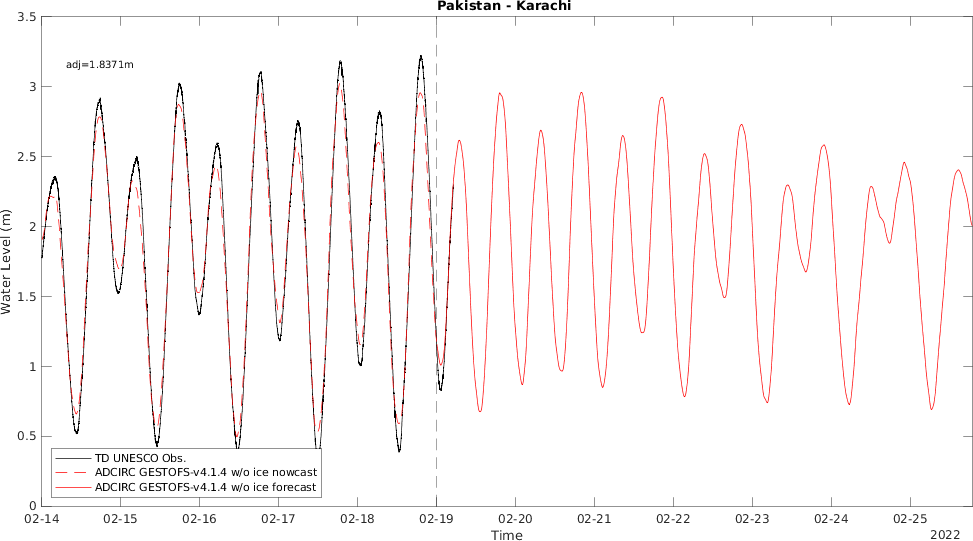 Pakistan - Karachi
3.5
adj=1.8371m
3
2.5
2
1.5
1
0.5
0
Water Level (m)
TD UNESCO Obs.
ADCIRC GESTOFS-v4.1.4 w/o ice nowcast
ADCIRC GESTOFS-v4.1.4 w/o ice forecast
02-14 02-15 02-16 02-17 02-18 02-19 02-20 02-21 02-22 02-23 02-24 02-25
Time
2022